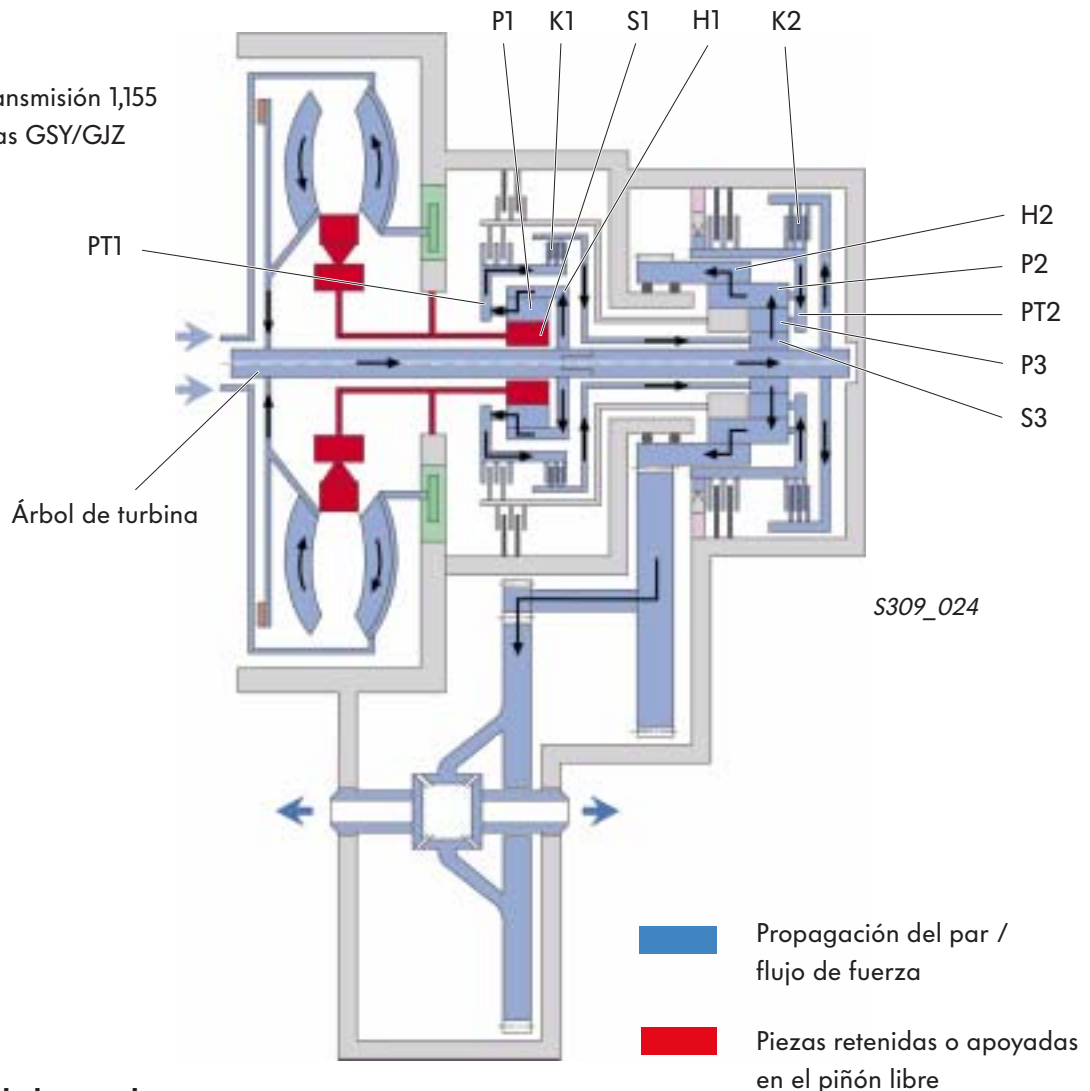 P1 K1 S1 H1 K2
ansmisión 1,155
as GSY/GJZ
PT1
H2
P2
PT2
P3
S3
Árbol de turbina
S309_024
Propagación del par /
flujo de fuerza
Piezas retenidas o apoyadas
en el piñón libre